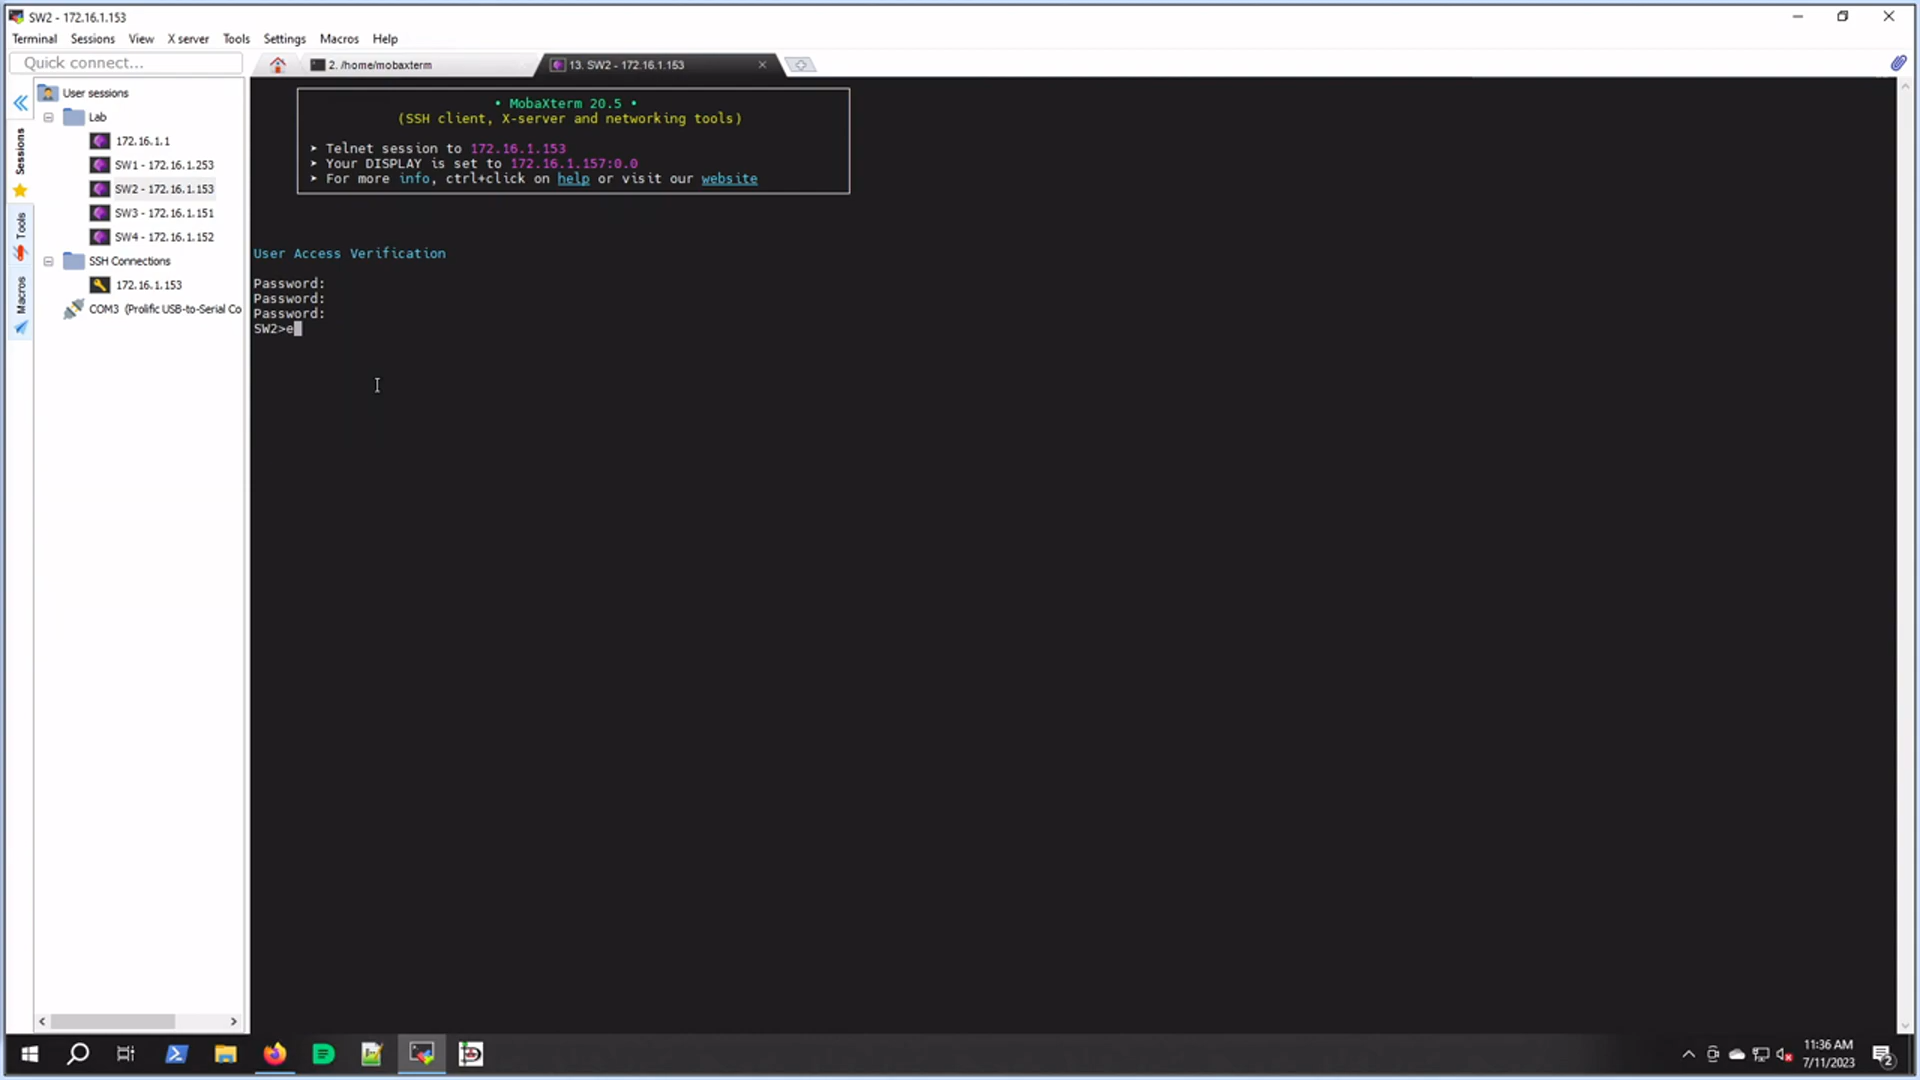 SW2 - 172.16.1.153
Terminal Sessions View X server Tools Settings Macros Help
Quick connect...
2. /home/mobaxterm
13. SW2 - 172.16.1.153
Sessions
Tools
Macros
User sessions
Lab
172.16.1.1
SW1 - 172.16.1.253
SW2 - 172.16.1.153
SW3 - 172.16.1.151
SW4 - 172.16.1.152
SSH Connections
172.16.1.153
COM3 (Prolific USB-to-Serial Co
• MobaXterm 20.5 •
(SSH client, X-server and networking tools)
➤ Telnet session to 172.16.1.153
➤ Your DISPLAY is set to 172.16.1.157:0.0
➤ For more info, ctrl+click on help or visit our website
User Access Verification
Password:
Password:
Password:
SW2>e
11:36 AM
7/11/2023
2